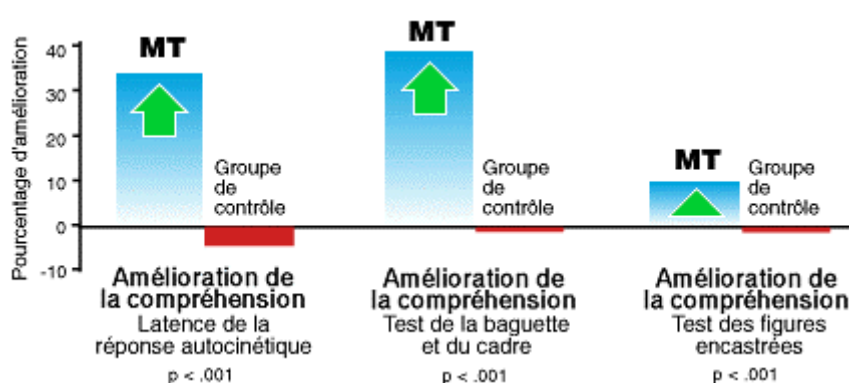 Pourcentage d'amélioration
40
30
20
10
0
-10
MT
Groupe
de
contrôle
Amélioration de
la compréhension
Latence de la
réponse autocinétique
p < .001
MT
Groupe
de
contrôle
Amélioration de
la compréhension
Test de la baguette
et du cadre
p < .001
MT
Groupe
de
contrôle
Amélioration de
la compréhension
Test des figures
encastrées
p < .001